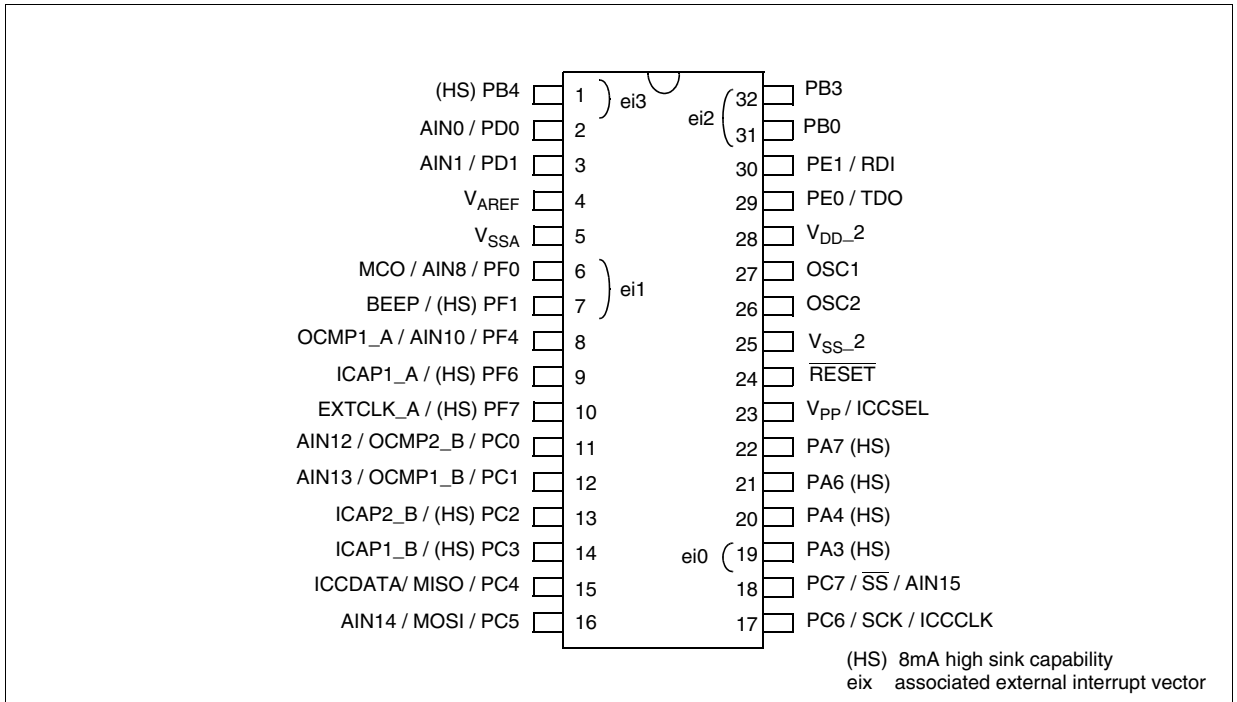 (HS) PB4 1 ei3 ei2 32 PB3
AIN0 / PD0 2 31 PB0
AIN1 / PD1 3 30 PE1 / RDI
VAREF 4 29 PE0 / TDO
VSSA 5 28 VDD_2
MCO / AIN8 / PF0 6 ei1 27 OSC1
BEEP / (HS) PF1 7 26 OSC2
OCMP1_A / AIN10 / PF4 8 25 VSS_2
ICAP1_A / (HS) PF6 9 24 RESET
EXTCLK_A / (HS) PF7 10 23 VPP / ICCSEL
AIN12 / OCMP2_B / PC0 11 22 PA7 (HS)
AIN13 / OCMP1_B / PC1 12 21 PA6 (HS)
ICAP2_B / (HS) PC2 13 20 PA4 (HS)
ICAP1_B / (HS) PC3 14 ei0 19 PA3 (HS)
ICCDATA/ MISO / PC4 15 18 PC7 / SS / AIN15
AIN14 / MOSI / PC5 16 17 PC6 / SCK / ICCCLK
(HS) 8mA high sink capability
eix associated external interrupt vector